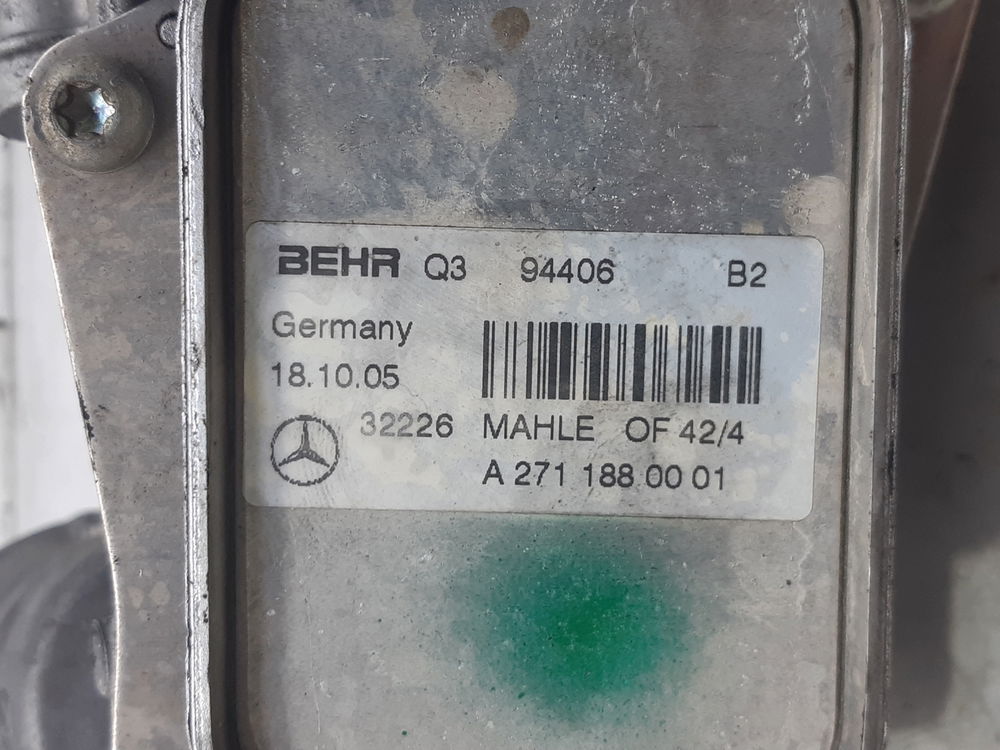 BEHR Q3 94406 B2
Germany
18.10.05
32226 MAHLE OF 42/4
A 271 188 00 01